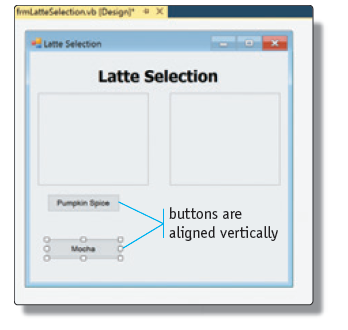 frmLatteSelection.vb [Design]*
Latte Selection
Latte Selection
Pumpkin Spice
buttons are
aligned vertically
Mocha